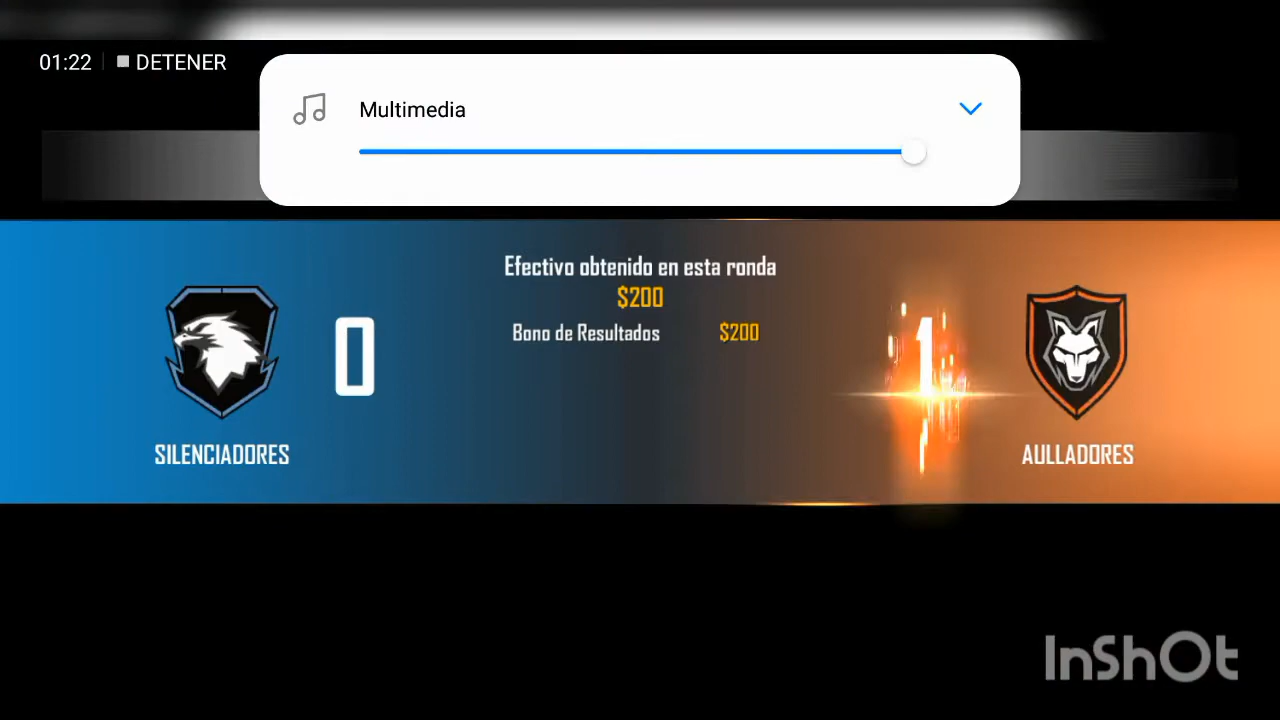 01:22 DETENER
Multimedia
Efectivo obtenido en esta ronda
$200
Bono de Resultados $200
0
1
SILENCIADORES
AULLADORES
InShOt